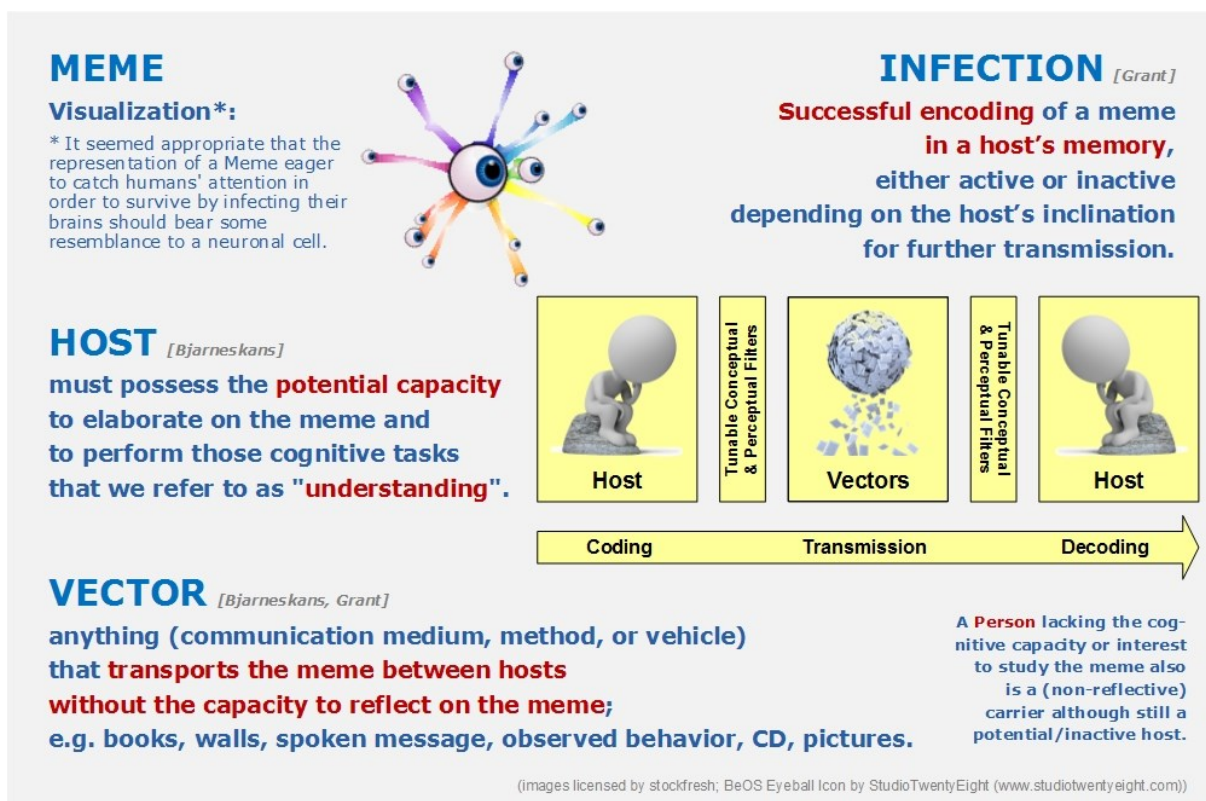 MEME
Visualization*:
* It seemed appropriate that the
representation of a Meme eager
to catch humans' attention in
order to survive by infecting their
brains should bear some
resemblance to a neuronal cell.
INFECTION [Grant]
Successful encoding of a meme
in a host's memory,
either active or inactive
depending on the host's inclination
for further transmission.
HOST [Bjarneskans]
must possess the potential capacity
to elaborate on the meme and
to perform those cognitive tasks
that we refer to as "understanding".
Host
Tunable Conceptual
& Perceptual Filters
Vectors
Tunable Conceptual
& Perceptual Filters
Host
Coding
Transmission
Decoding
VECTOR [Bjarneskans, Grant]
anything (communication medium, method, or vehicle)
that transports the meme between hosts
without the capacity to reflect on the meme;
e.g. books, walls, spoken message, observed behavior, CD, pictures.
A Person lacking the cog-
nitive capacity or interest
to study the meme also
is a (non-reflective)
carrier although still a
potential/inactive host.
(images licensed by stockfresh; BeOS Eyeball Icon by StudioTwentyEight (www.studiotwentyeight.com))